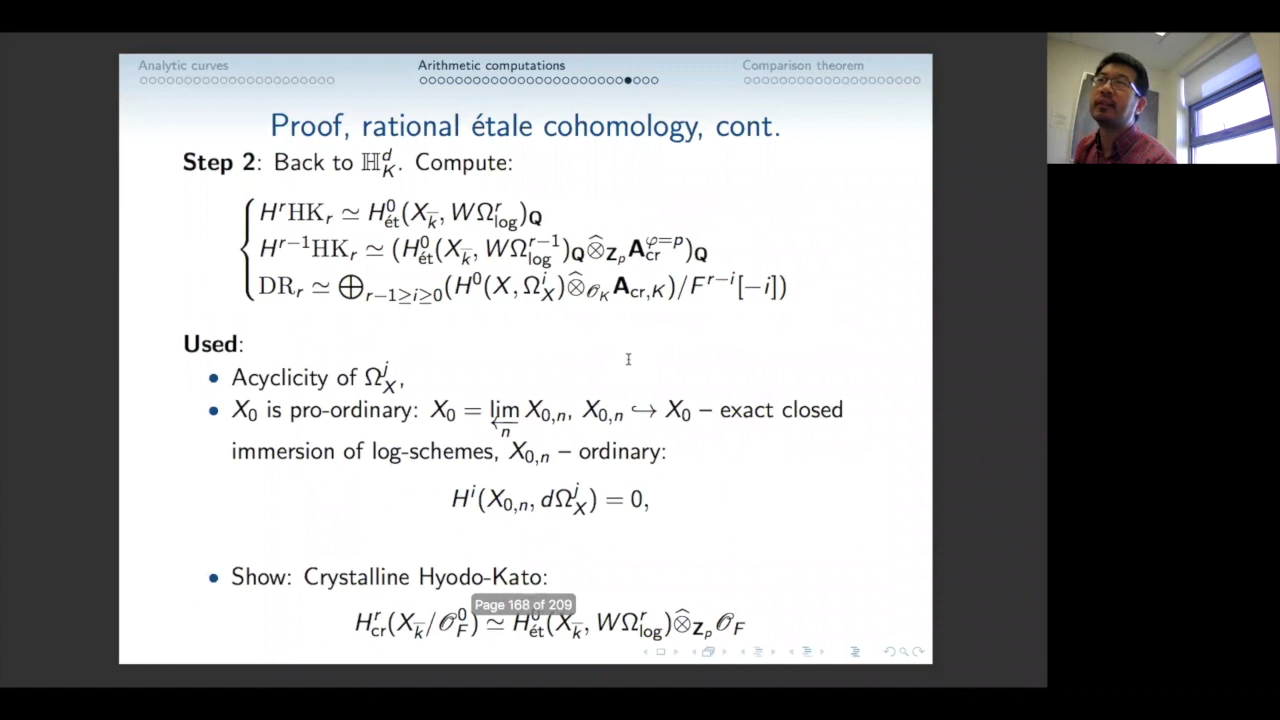 Analytic curves Arithmetic computations Comparison theorem
Proof, rational étale cohomology, cont.
Step 2: Back to ℍ^d_K. Compute:
H^r HK_r ≃ H^0_ét(X_k̄, WΩ^r_log)_Q
H^{r−1} HK_r ≃ (H^0_ét(X_k̄, WΩ^{r−1}_log)_Q ⊗̂_{Z_p} A_cr^{φ=p})_Q
DR_r ≃ ⊕_{r−1≥i≥0}(H^0(X, Ω^i_X) ⊗̂_{𝒪_K} A_{cr,K})/F^{r−i}[−i])
Used:
• Acyclicity of Ω^j_X,
• X_0 is pro-ordinary: X_0 = lim←_n X_{0,n}, X_{0,n} ↪ X_0 – exact closed
immersion of log-schemes, X_{0,n} – ordinary:
H^i(X_{0,n}, dΩ^j_X) = 0,
• Show: Crystalline Hyodo-Kato:
Page 168 of 209
H^r_cr(X_k̄/𝒪^0_F) ≃ H^0_ét(X_k̄, WΩ^r_log) ⊗̂_{Z_p} 𝒪_F